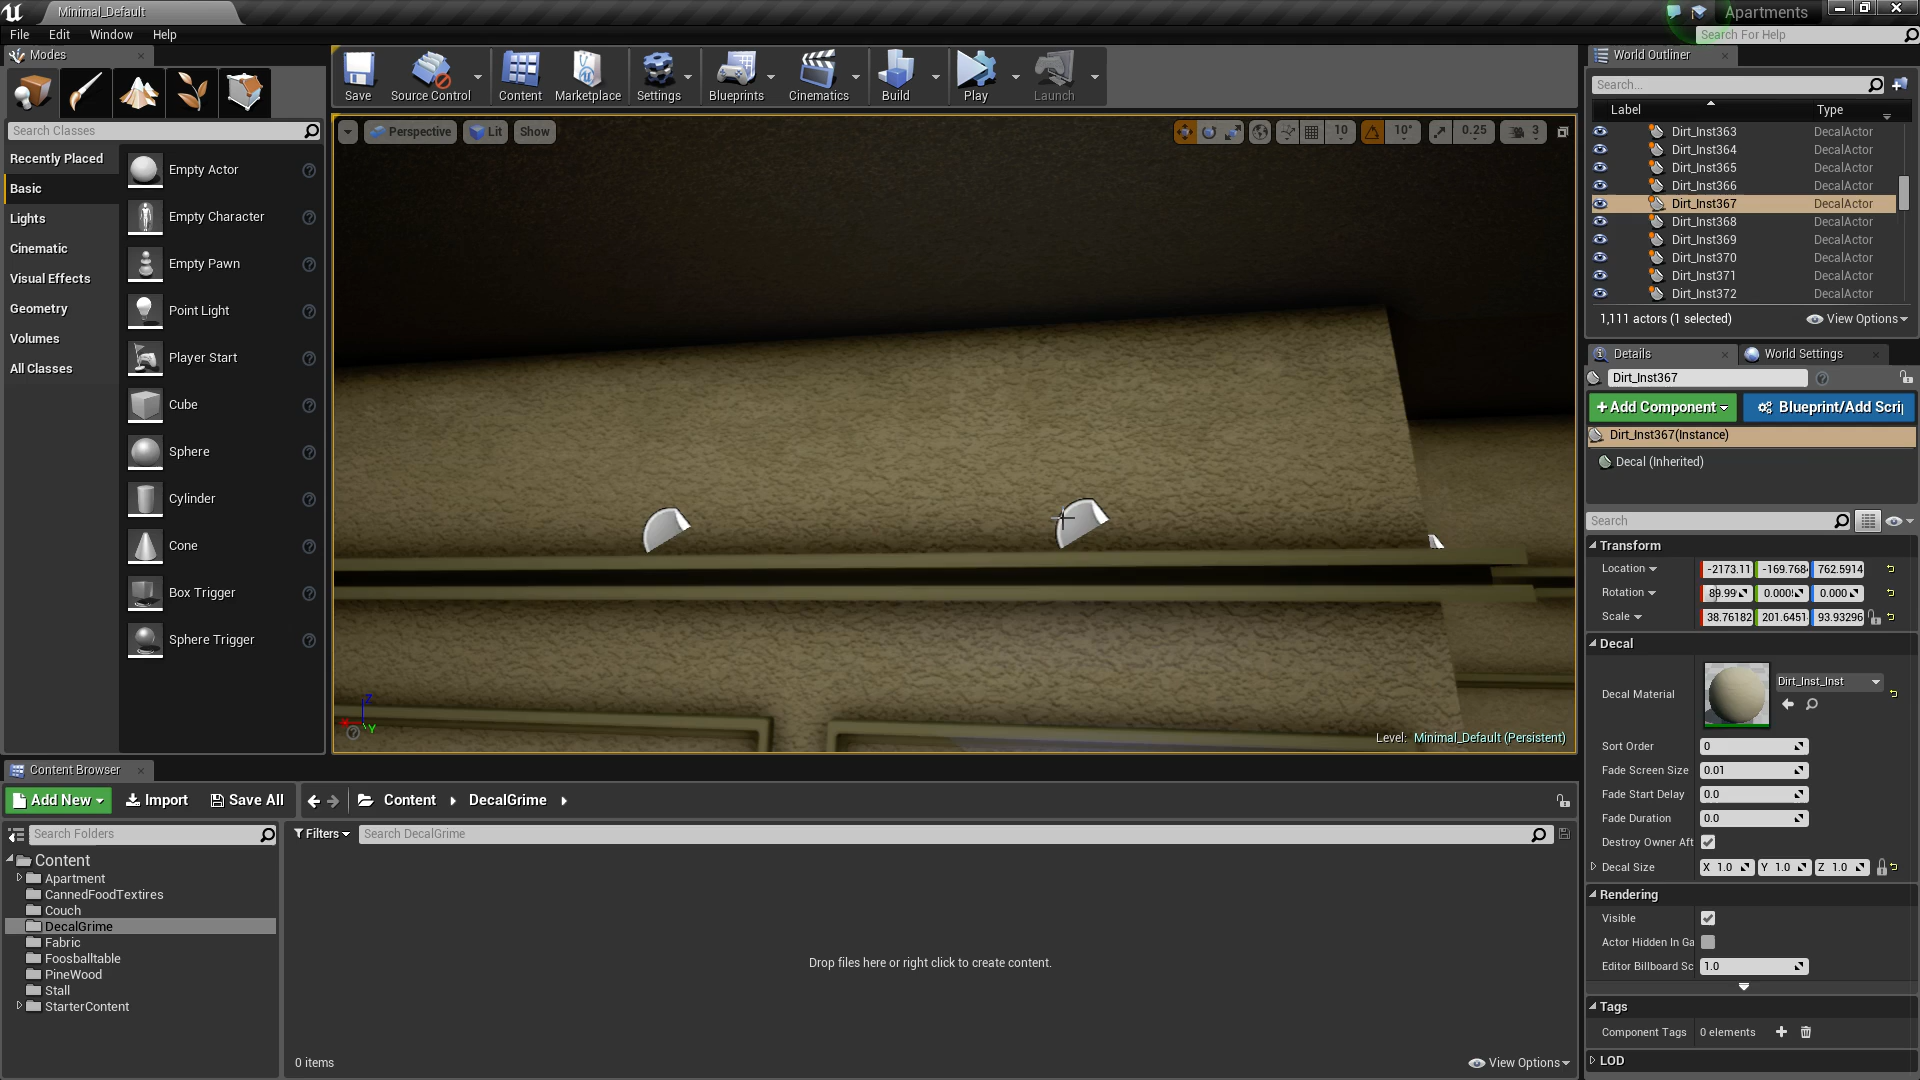 Minimal_Default
Apartments
File Edit Window Help
Search For Help
Modes
Search Classes
Recently Placed
Basic
Lights
Cinematic
Visual Effects
Geometry
Volumes
All Classes
Empty Actor
Empty Character
Empty Pawn
Point Light
Player Start
Cube
Sphere
Cylinder
Cone
Box Trigger
Sphere Trigger
Save Source Control Content Marketplace Settings Blueprints Cinematics Build Play Launch
Perspective Lit Show 10 10° 0.25 3
Z
Y
Level: Minimal_Default (Persistent)
World Outliner
Search...
Label Type
Dirt_Inst363 DecalActor
Dirt_Inst364 DecalActor
Dirt_Inst365 DecalActor
Dirt_Inst366 DecalActor
Dirt_Inst367 DecalActor
Dirt_Inst368 DecalActor
Dirt_Inst369 DecalActor
Dirt_Inst370 DecalActor
Dirt_Inst371 DecalActor
Dirt_Inst372 DecalActor
1,111 actors (1 selected) View Options
Details World Settings
Dirt_Inst367
+Add Component Blueprint/Add Scri
Dirt_Inst367(Instance)
Decal (Inherited)
Search
Transform
Location -2173.11 -169.768 762.5914
Rotation 89.99 0.000 0.000
Scale 38.76182 201.6451 93.93296
Decal
Decal Material Dirt_Inst_Inst
Sort Order 0
Fade Screen Size 0.01
Fade Start Delay 0.0
Fade Duration 0.0
Destroy Owner Aft
Decal Size X 1.0 Y 1.0 Z 1.0
Rendering
Visible
Actor Hidden In Ga
Editor Billboard Sc 1.0
Tags
Component Tags 0 elements
LOD
Content Browser
Add New Import Save All Content DecalGrime
Search Folders
Filters Search DecalGrime
Content
Apartment
CannedFoodTextires
Couch
DecalGrime
Fabric
Foosballtable
PineWood
Stall
StarterContent
Drop files here or right click to create content.
0 items View Options